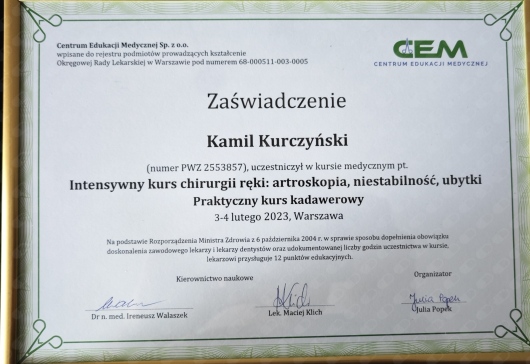 Centrum Edukacji Medycznej Sp. z o.o.
wpisane do rejestru podmiotów prowadzących kształcenie
Okręgowej Rady Lekarskiej w Warszawie pod numerem 68-000511-003-0005
CEM
CENTRUM EDUKACJI MEDYCZNEJ
Zaświadczenie
Kamil Kurczyński
(numer PWZ 2553857), uczestniczył w kursie medycznym pt.
Intensywny kurs chirurgii ręki: artroskopia, niestabilność, ubytki
Praktyczny kurs kadawerowy
3-4 lutego 2023, Warszawa
Na podstawie Rozporządzenia Ministra Zdrowia z 6 października 2004 r. w sprawie sposobu dopełnienia obowiązku
doskonalenia zawodowego lekarzy i lekarzy dentystów oraz udokumentowanej liczby godzin uczestnictwa w kursie,
lekarzowi przysługuje 12 punktów edukacyjnych.
Kierownictwo naukowe
Organizator
Julia Popek
Dr n. med. Ireneusz Walaszek
Lek. Maciej Klich
Julia Popek